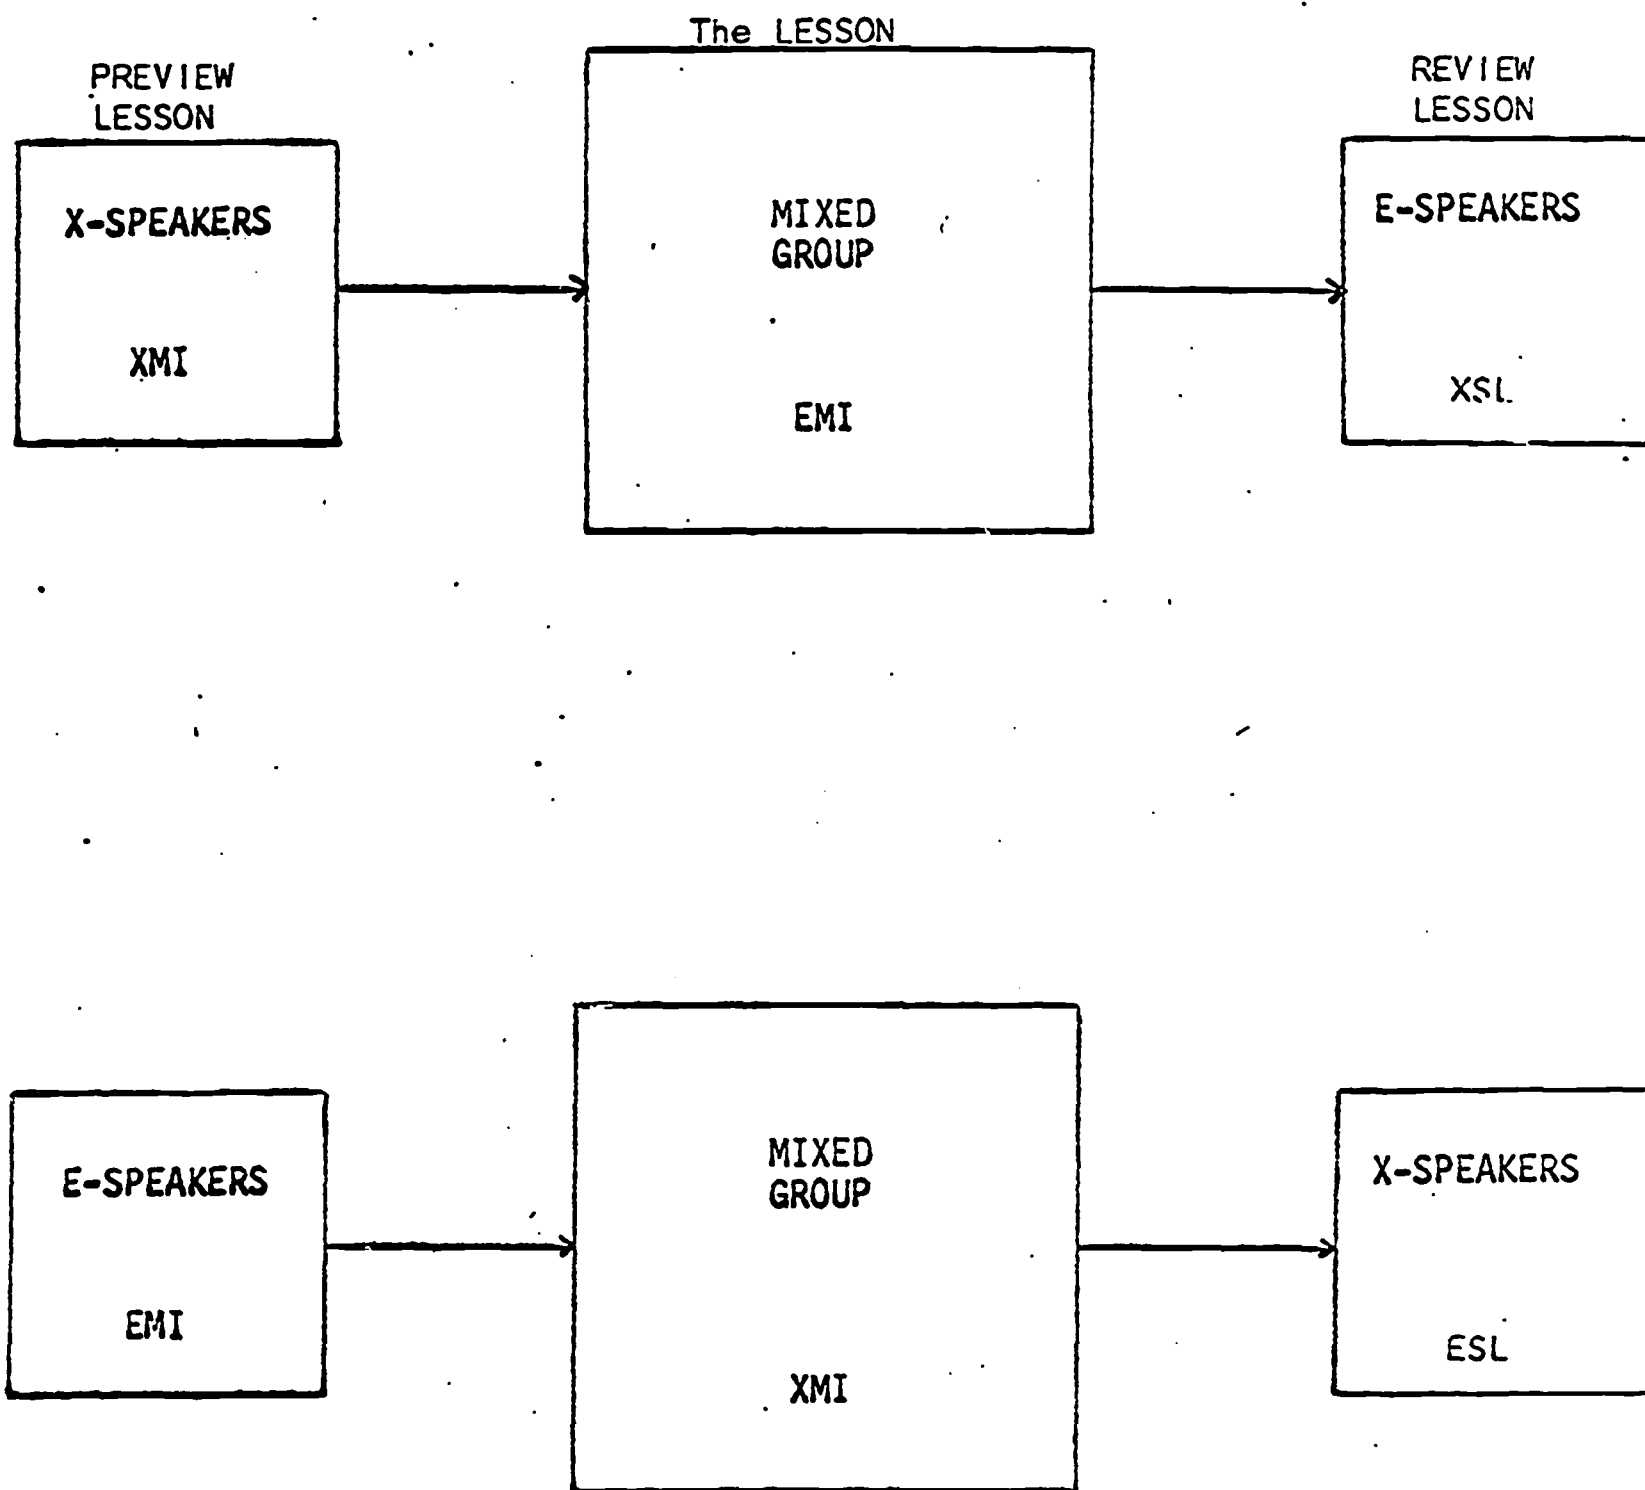 The LESSON
PREVIEW
LESSON
REVIEW
LESSON
X-SPEAKERS
XMI
MIXED
GROUP
EMI
E-SPEAKERS
XSL
E-SPEAKERS
EMI
MIXED
GROUP
XMI
X-SPEAKERS
ESL